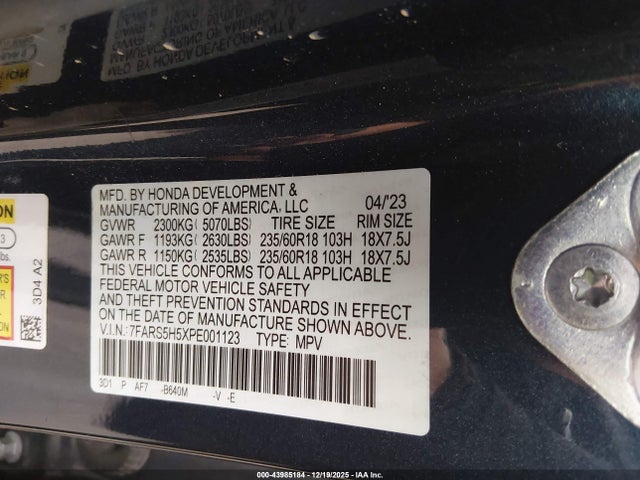 MFD. BY HONDA DEVELOPMENT &
MANUFACTURING OF AMERICA, LLC 04/23
GVWR 2300KG( 5070LBS) TIRE SIZE RIM SIZE
GAWR F 1193KG( 2630LBS) 235/60R18 103H 18X7.5J
GAWR R 1150KG( 2535LBS) 235/60R18 103H 18X7.5J
THIS VEHICLE CONFORMS TO ALL APPLICABLE
FEDERAL MOTOR VEHICLE SAFETY
AND THEFT PREVENTION STANDARDS IN EFFECT
ON THE DATE OF MANUFACTURE SHOWN ABOVE.
V.I.N: 7FARS5H5XPE001123 TYPE: MPV
3D1 P AF7 -B640M -V -E
3D4 A2
ON
3
lbs.
000-43985184 - 12/19/2025 - IAA Inc.